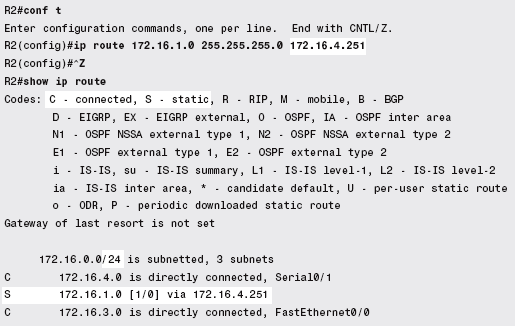 R2#conf t
Enter configuration commands, one per line. End with CNTL/Z.
R2(config)#ip route 172.16.1.0 255.255.255.0 172.16.4.251
R2(config)#^Z
R2#show ip route
Codes: C - connected, S - static, R - RIP, M - mobile, B - BGP
D - EIGRP, EX - EIGRP external, O - OSPF, IA - OSPF inter area
N1 - OSPF NSSA external type 1, N2 - OSPF NSSA external type 2
E1 - OSPF external type 1, E2 - OSPF external type 2
i - IS-IS, su - IS-IS summary, L1 - IS-IS level-1, L2 - IS-IS level-2
ia - IS-IS inter area, * - candidate default, U - per-user static route
o - ODR, P - periodic downloaded static route
Gateway of last resort is not set
172.16.0.0/24 is subnetted, 3 subnets
C 172.16.4.0 is directly connected, Serial0/1
S 172.16.1.0 [1/0] via 172.16.4.251
C 172.16.3.0 is directly connected, FastEthernet0/0